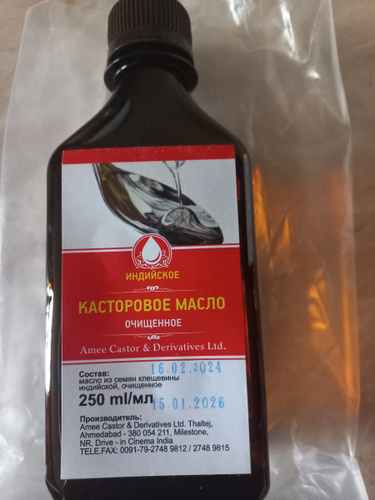 ИНДИЙСКОЕ
КАСТОРОВОЕ МАСЛО
ОЧИЩЕННОЕ
Amee Castor & Derivatives Ltd.
Состав: 16.02.2024
масло из семян клещевины
индийской, очищенное
250 ml/мл 15.01.2026
Производитель:
Amee Castor & Derivatives Ltd. Thaltej,
Ahmedabad - 380 054 211, Milestone,
NR. Drive - in Cinema India
TELE.FAX: 0091-79-2748 9812 / 2748 9815